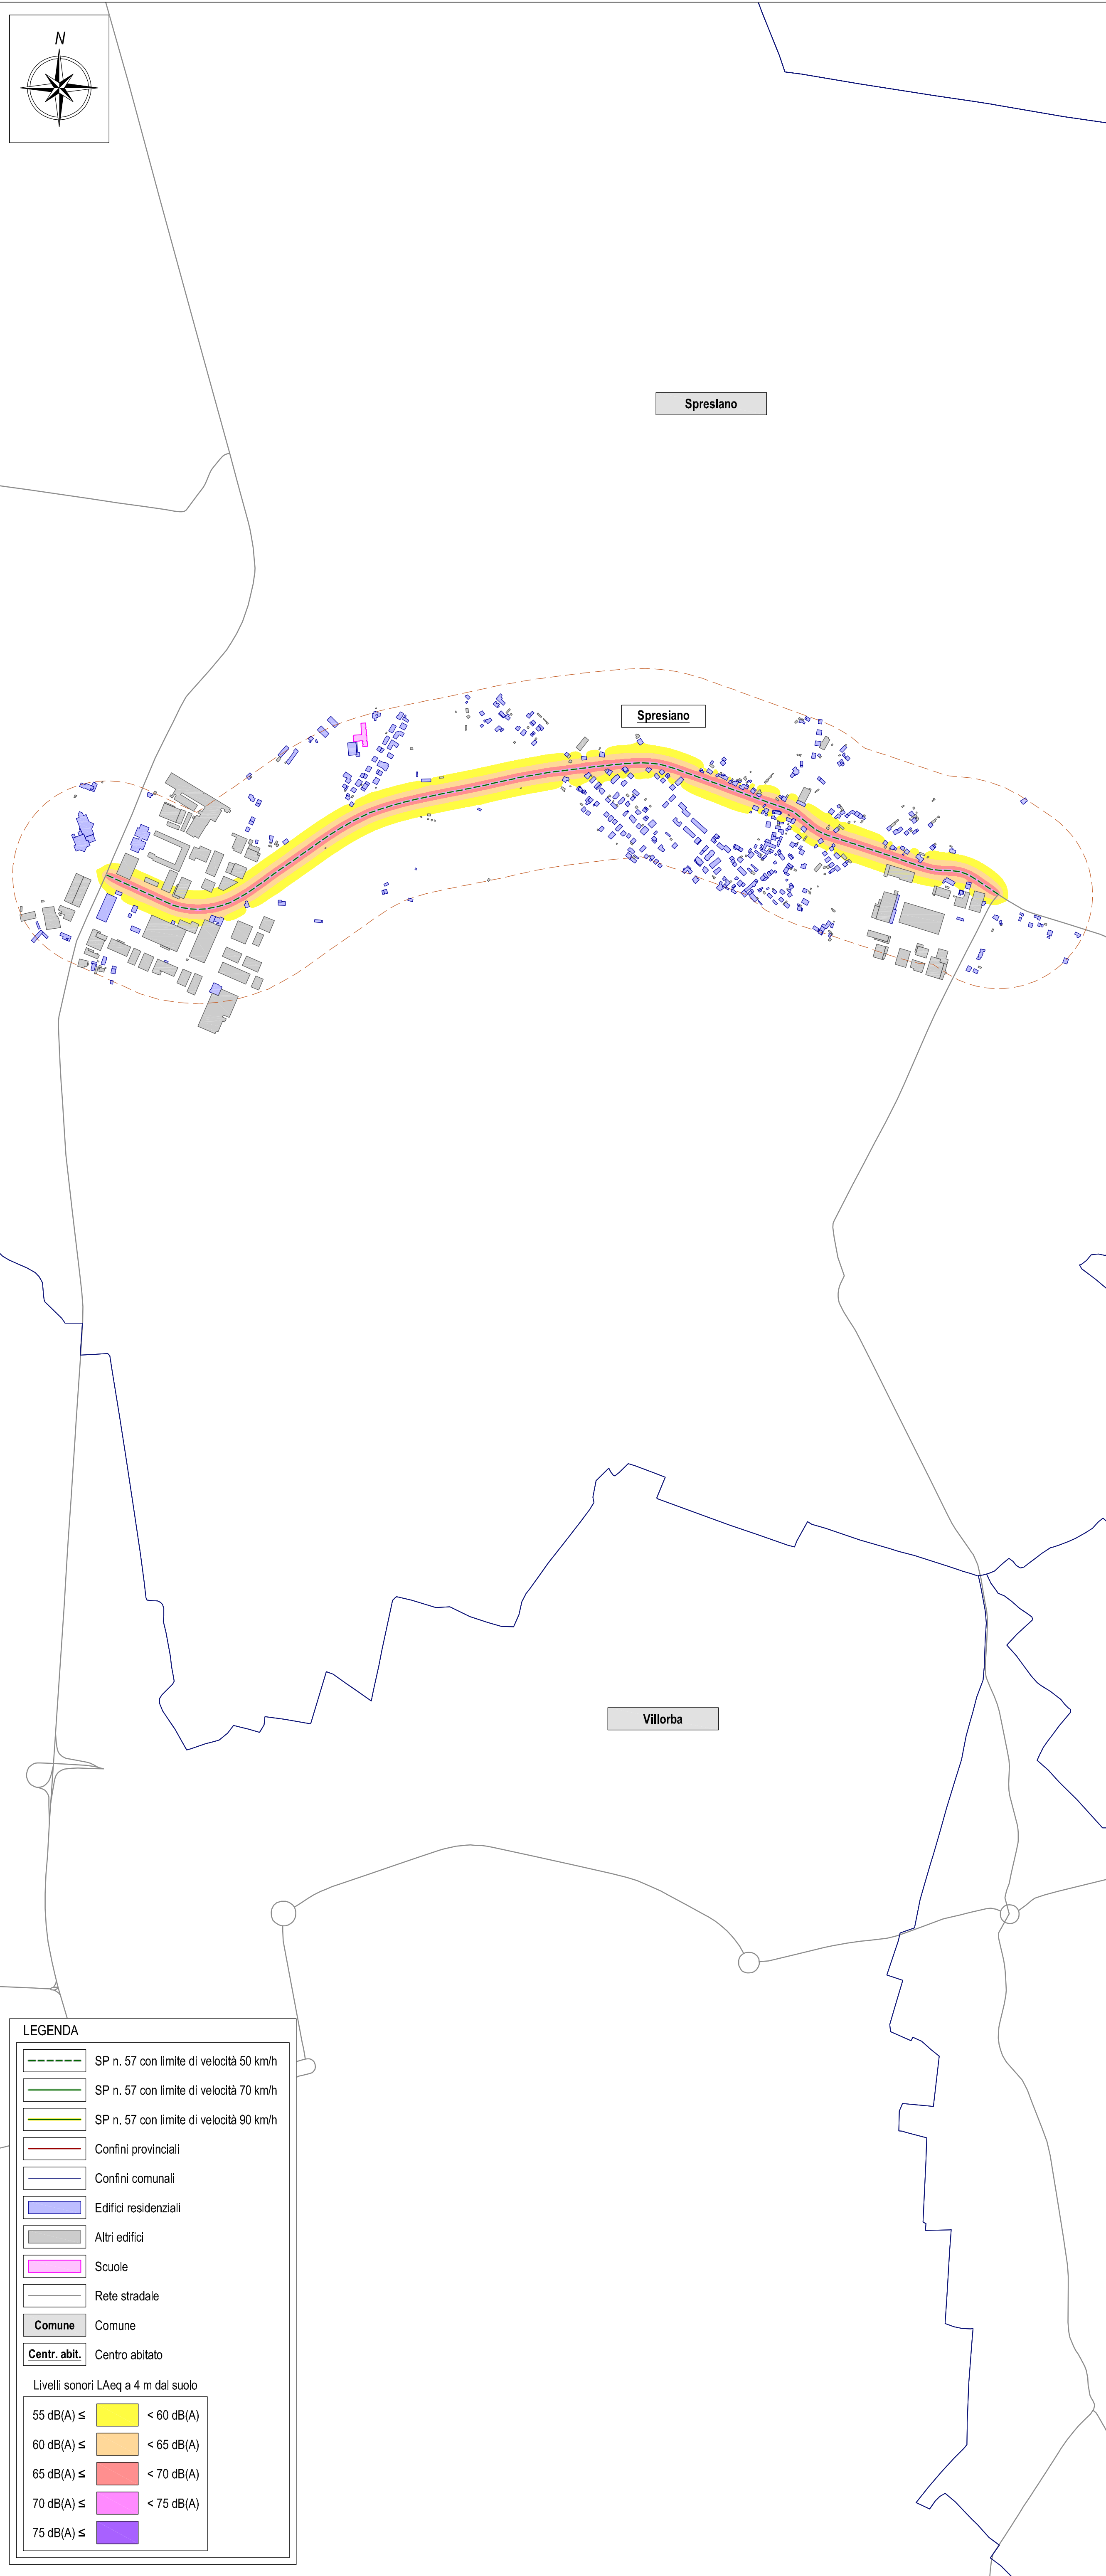 N
Spresiano
Spresiano
Villorba
LEGENDA
SP n. 57 con limite di velocità 50 km/h
SP n. 57 con limite di velocità 70 km/h
SP n. 57 con limite di velocità 90 km/h
Confini provinciali
Confini comunali
Edifici residenziali
Altri edifici
Scuole
Rete stradale
Comune Comune
Centr. abit. Centro abitato
Livelli sonori LAeq a 4 m dal suolo
55 dB(A) ≤ < 60 dB(A)
60 dB(A) ≤ < 65 dB(A)
65 dB(A) ≤ < 70 dB(A)
70 dB(A) ≤ < 75 dB(A)
75 dB(A) ≤